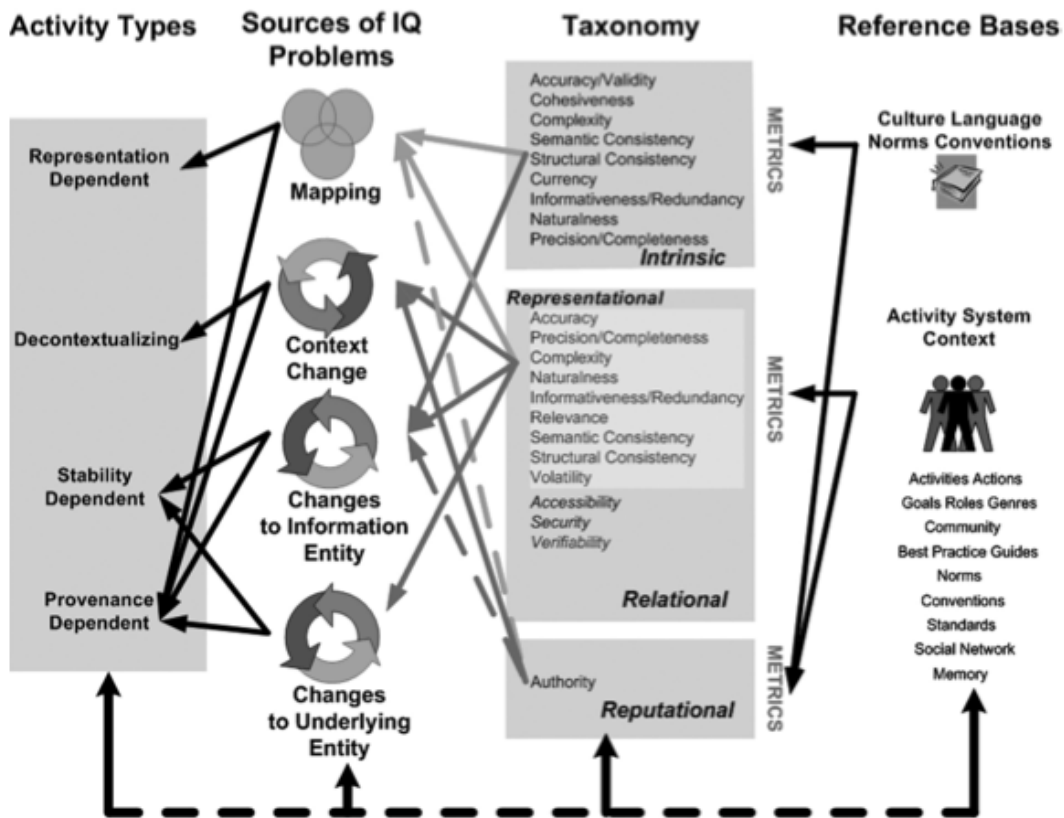 Activity Types
Sources of IQ
Problems
Taxonomy
Reference Bases
Representation
Dependent
Decontextualizing
Stability
Dependent
Provenance
Dependent
Mapping
Context
Change
Changes
to Information
Entity
Changes
to Underlying
Entity
Accuracy/Validity
Cohesiveness
Complexity
Semantic Consistency
Structural Consistency
Currency
Informativeness/Redundancy
Naturalness
Precision/Completeness
Intrinsic
METRICS
Representational
Accuracy
Precision/Completeness
Complexity
Naturalness
Informativeness/Redundancy
Relevance
Semantic Consistency
Structural Consistency
Volatility
Accessibility
Security
Verifiability
Relational
METRICS
Authority
Reputational
METRICS
Culture Language
Norms Conventions
Activity System
Context
Activities Actions
Goals Roles Genres
Community
Best Practice Guides
Norms
Conventions
Standards
Social Network
Memory